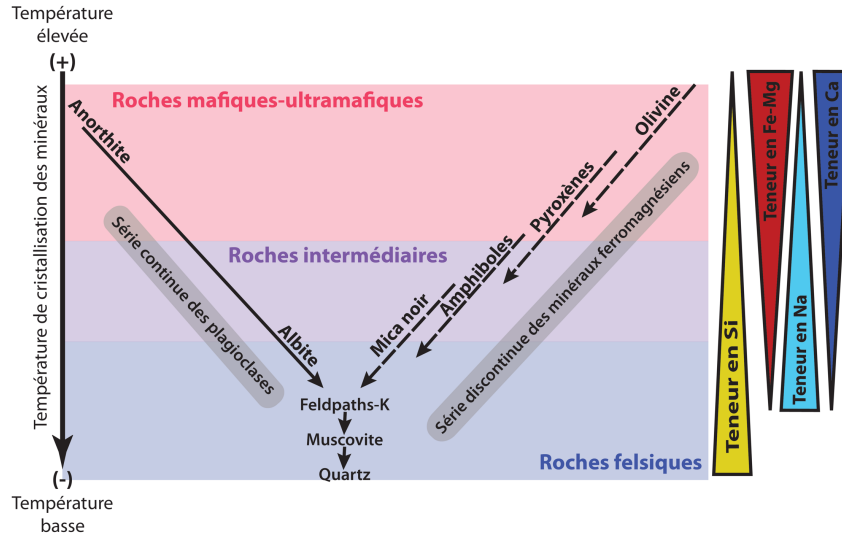 Température
élevée
(+)
Température de cristallisation des minéraux
(-)
Température
basse
Roches mafiques-ultramafiques
Anorthite
Olivine
Pyroxènes
Série continue des plagioclases
Roches intermédiaires
Amphiboles
Mica noir
Série discontinue des minéraux ferromagnésiens
Albite
Feldpaths-K
Muscovite
Quartz
Roches felsiques
Teneur en Si
Teneur en Fe-Mg
Teneur en Na
Teneur en Ca